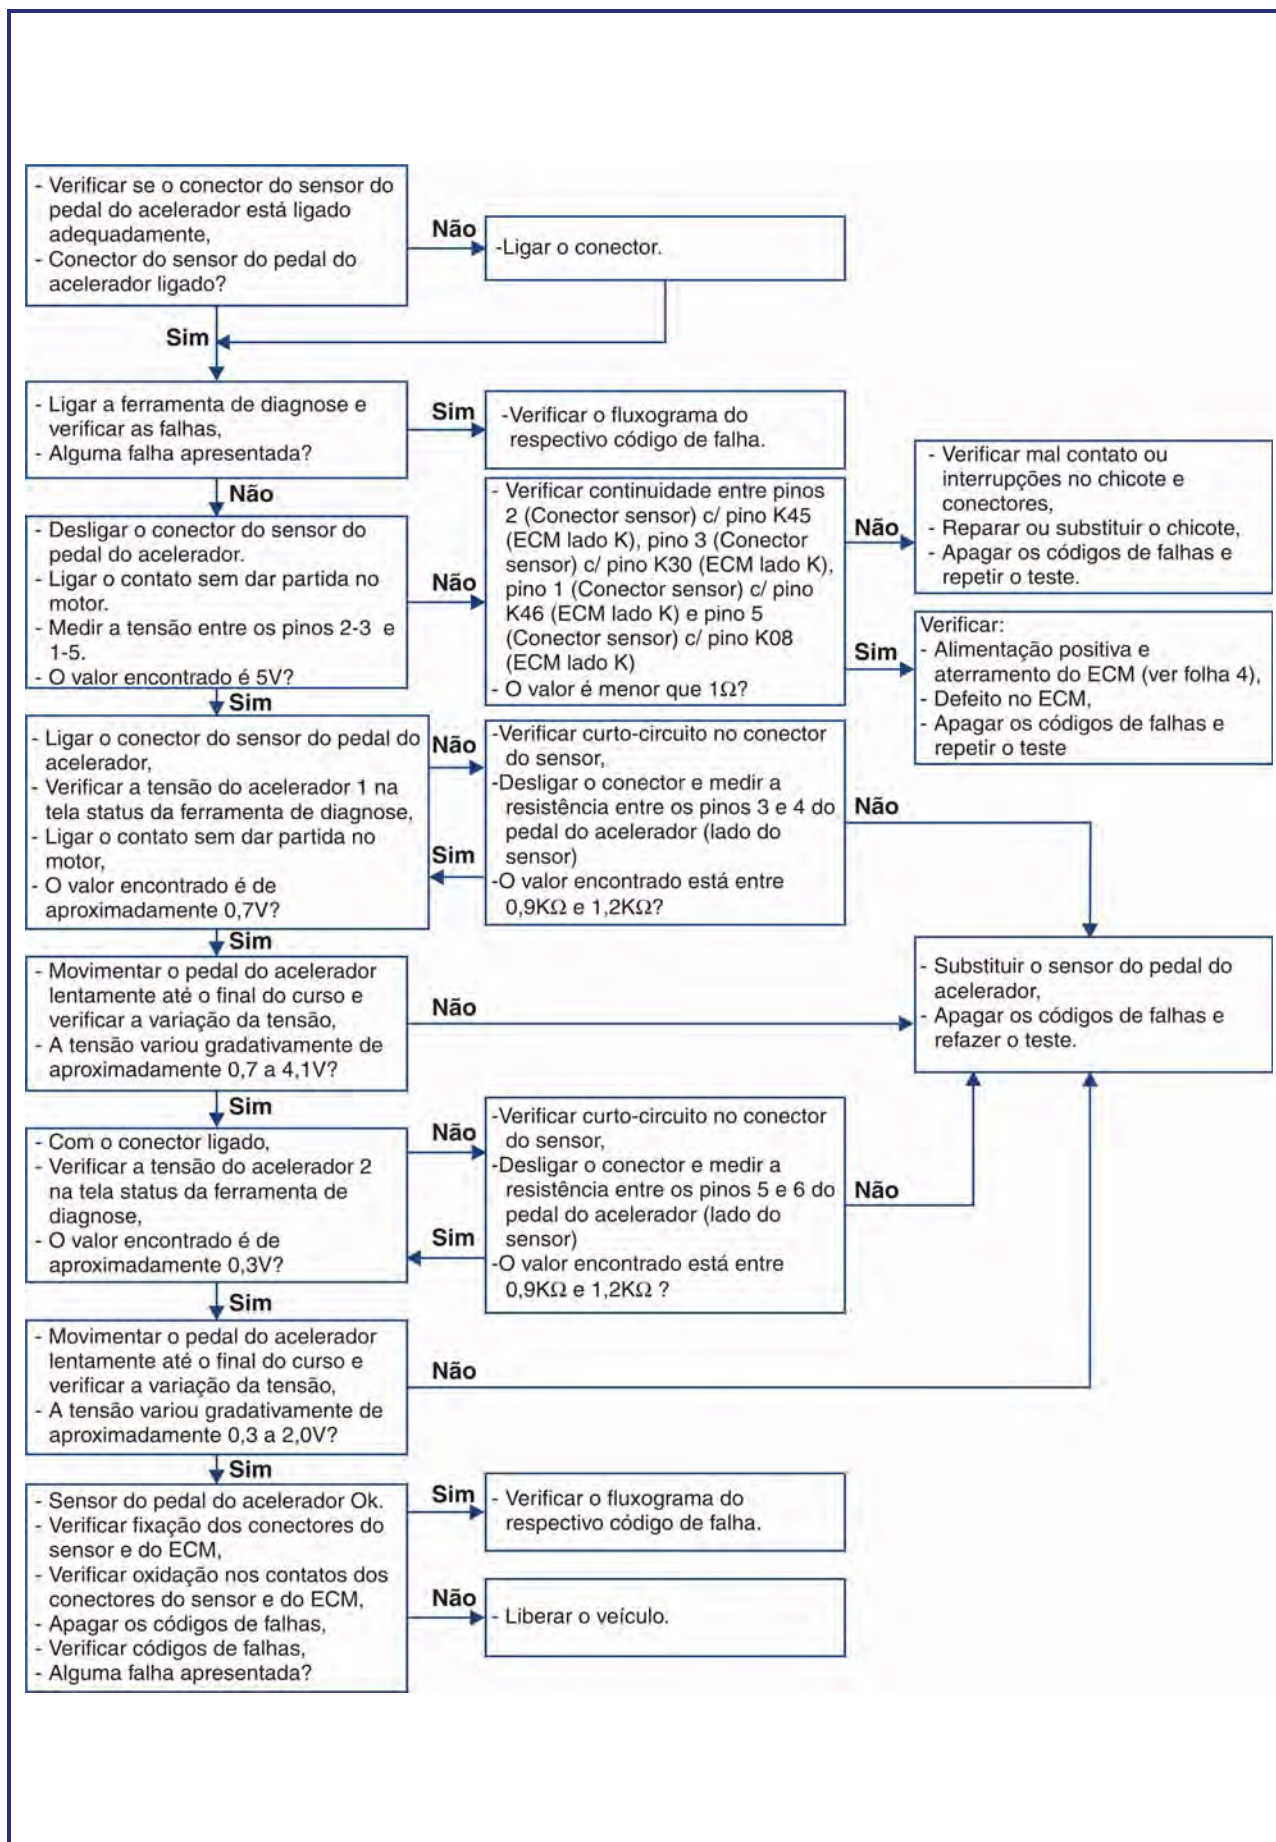 - Verificar se o conector do sensor do
pedal do acelerador está ligado
adequadamente,
- Conector do sensor do pedal do
acelerador ligado?
Não
-Ligar o conector.
Sim
- Ligar a ferramenta de diagnose e
verificar as falhas,
- Alguma falha apresentada?
Sim
-Verificar o fluxograma do
respectivo código de falha.
Não
- Desligar o conector do sensor do
pedal do acelerador.
- Ligar o contato sem dar partida no
motor.
- Medir a tensão entre os pinos 2-3 e
1-5.
- O valor encontrado é 5V?
Não
- Verificar continuidade entre pinos
2 (Conector sensor) c/ pino K45
(ECM lado K), pino 3 (Conector
sensor) c/ pino K30 (ECM lado K),
pino 1 (Conector sensor) c/ pino
K46 (ECM lado K) e pino 5
(Conector sensor) c/ pino K08
(ECM lado K)
- O valor é menor que 1Ω?
Não
- Verificar mal contato ou
interrupções no chicote e
conectores,
- Reparar ou substituir o chicote,
- Apagar os códigos de falhas e
repetir o teste.
Sim
Verificar:
- Alimentação positiva e
aterramento do ECM (ver folha 4),
- Defeito no ECM,
- Apagar os códigos de falhas e
repetir o teste
Sim
- Ligar o conector do sensor do pedal do
acelerador,
- Verificar a tensão do acelerador 1 na
tela status da ferramenta de diagnose,
- Ligar o contato sem dar partida no
motor,
- O valor encontrado é de
aproximadamente 0,7V?
Não
-Verificar curto-circuito no conector
do sensor,
-Desligar o conector e medir a
resistência entre os pinos 3 e 4 do
pedal do acelerador (lado do
sensor)
-O valor encontrado está entre
0,9KΩ e 1,2KΩ?
Sim
Não
Sim
- Movimentar o pedal do acelerador
lentamente até o final do curso e
verificar a variação da tensão,
- A tensão variou gradativamente de
aproximadamente 0,7 a 4,1V?
Não
- Substituir o sensor do pedal do
acelerador,
- Apagar os códigos de falhas e
refazer o teste.
Sim
- Com o conector ligado,
- Verificar a tensão do acelerador 2
na tela status da ferramenta de
diagnose,
- O valor encontrado é de
aproximadamente 0,3V?
Não
-Verificar curto-circuito no conector
do sensor,
-Desligar o conector e medir a
resistência entre os pinos 5 e 6 do
pedal do acelerador (lado do
sensor)
-O valor encontrado está entre
0,9KΩ e 1,2KΩ ?
Sim
Não
Sim
- Movimentar o pedal do acelerador
lentamente até o final do curso e
verificar a variação da tensão,
- A tensão variou gradativamente de
aproximadamente 0,3 a 2,0V?
Não
Sim
- Sensor do pedal do acelerador Ok.
- Verificar fixação dos conectores do
sensor e do ECM,
- Verificar oxidação nos contatos dos
conectores do sensor e do ECM,
- Apagar os códigos de falhas,
- Verificar códigos de falhas,
- Alguma falha apresentada?
Sim
- Verificar o fluxograma do
respectivo código de falha.
Não
- Liberar o veículo.